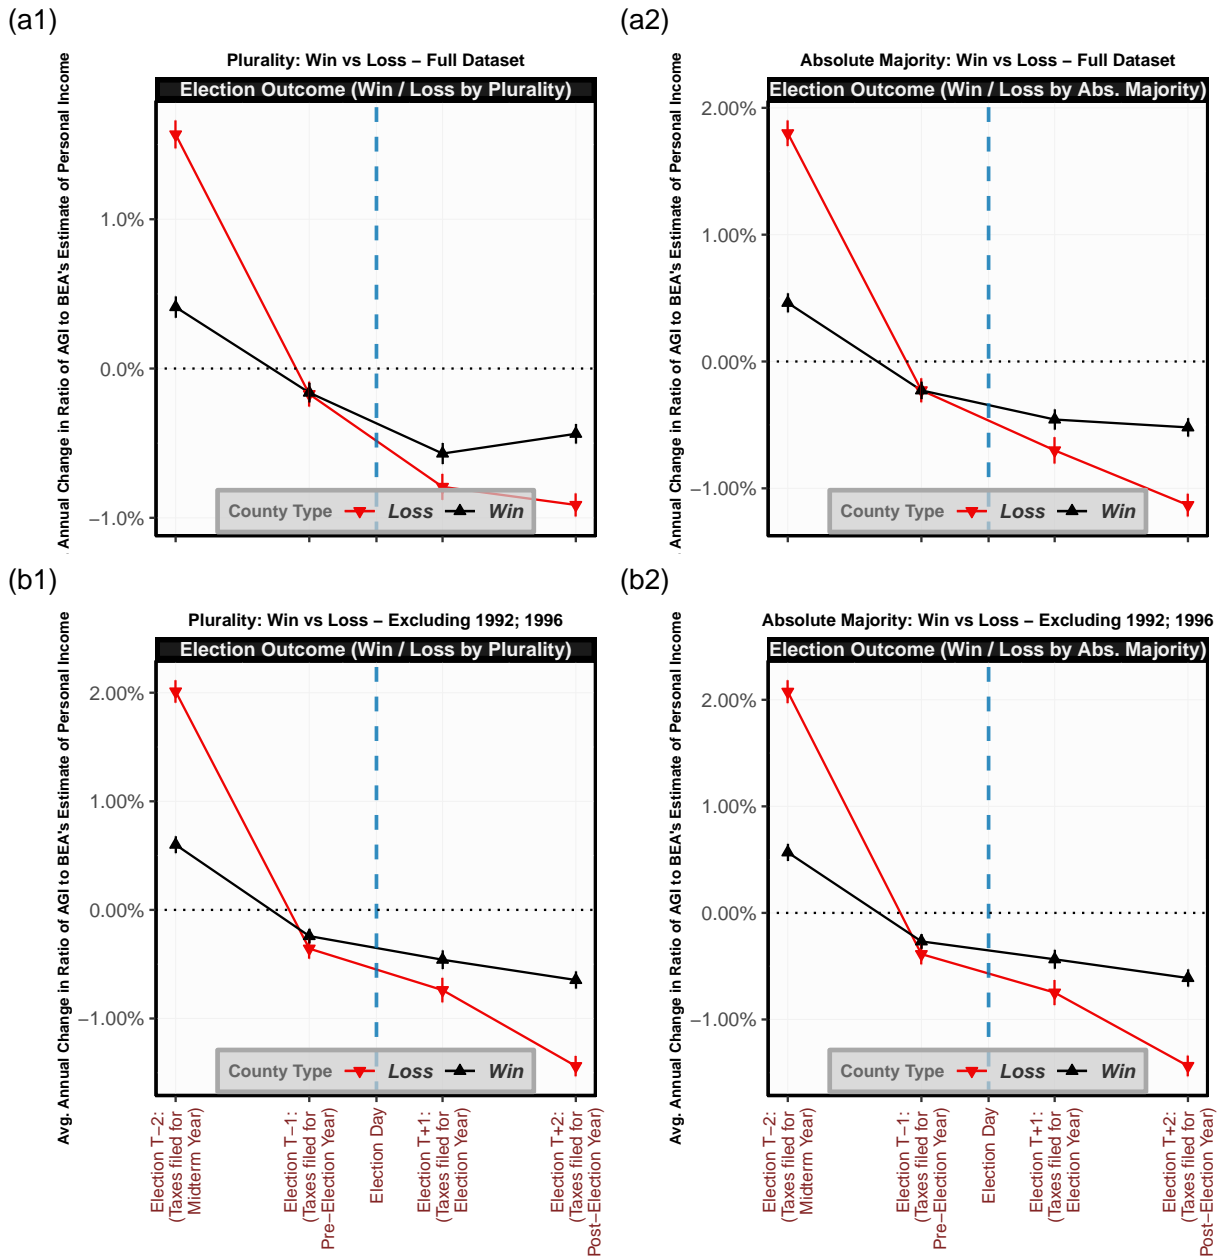 (a1)
Plurality: Win vs Loss − Full Dataset
Election Outcome (Win / Loss by Plurality)
. Annual Change in Ratio of AGI to BEA's Estimate of Personal Income
1.0%
0.0%
−1.0%
County Type Loss Win
(a2)
Absolute Majority: Win vs Loss − Full Dataset
Election Outcome (Win / Loss by Abs. Majority)
. Annual Change in Ratio of AGI to BEA's Estimate of Personal Income
2.00%
1.00%
0.00%
−1.00%
County Type Loss Win
(b1)
Plurality: Win vs Loss − Excluding 1992; 1996
Election Outcome (Win / Loss by Plurality)
Avg. Annual Change in Ratio of AGI to BEA's Estimate of Personal Income
2.00%
1.00%
0.00%
−1.00%
County Type Loss Win
Election T−2:
(Taxes filed for
Midterm Year)
Election T−1:
(Taxes filed for
Pre−Election Year)
Election Day
Election T+1:
(Taxes filed for
Election Year)
Election T+2:
(Taxes filed for
Post−Election Year)
(b2)
Absolute Majority: Win vs Loss − Excluding 1992; 1996
Election Outcome (Win / Loss by Abs. Majority)
Avg. Annual Change in Ratio of AGI to BEA's Estimate of Personal Income
2.00%
1.00%
0.00%
−1.00%
County Type Loss Win
Election T−2:
(Taxes filed for
Midterm Year)
Election T−1:
(Taxes filed for
Pre−Election Year)
Election Day
Election T+1:
(Taxes filed for
Election Year)
Election T+2:
(Taxes filed for
Post−Election Year)